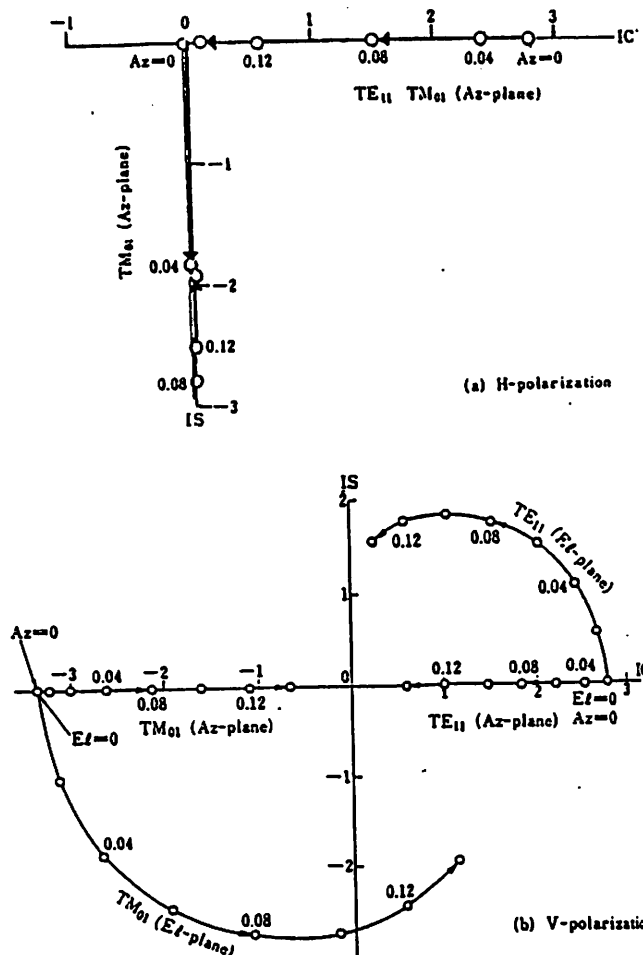 −1 0 1 2 3 IC
Az=0 0.12 0.08 0.04 Az=0
TE₁₁ TM₀₁ (Az-plane)
TM₀₁ (Az-plane)
−1
0.04
−2
0.12
0.08
−3
IS
(a) H-polarization
IS
2
TE₁₁ (Eℓ-plane)
0.12 0.08
1
0.04
Az=0
−3 0.04 −2 −1 0 0.12 0.08 0.04
0.08 0.12 1 2 3
Eℓ=0 TM₀₁ (Az-plane) TE₁₁ (Az-plane) Eℓ=0
Az=0
−1
0.04
−2
0.12
TM₀₁ (Eℓ-plane) 0.08
(b) V-polarizatio